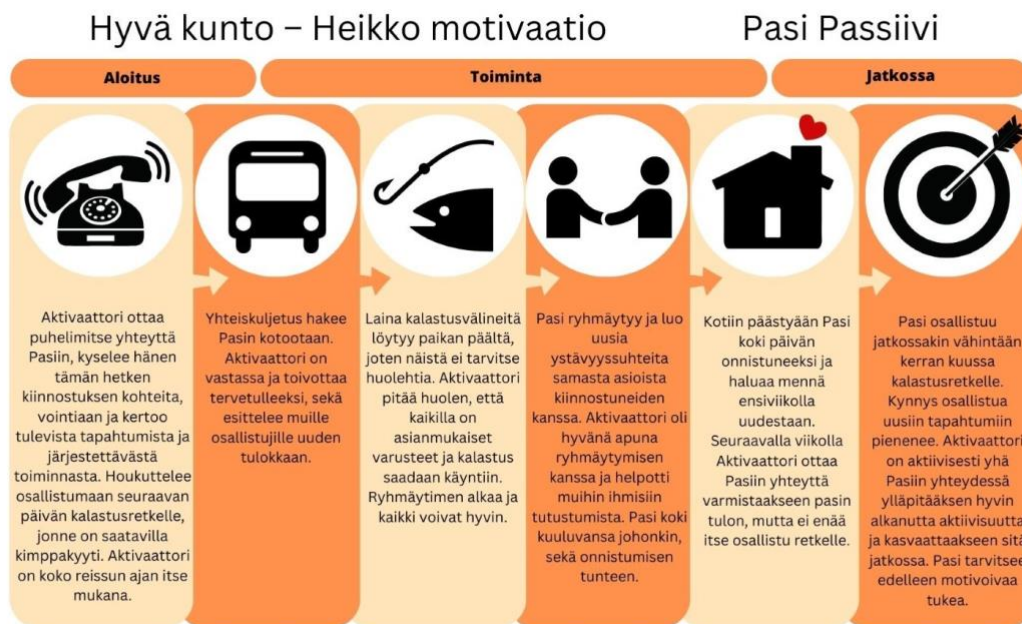 Hyvä kunto – Heikko motivaatio
Pasi Passiivi
Aloitus
Toiminta
Jatkossa
Aktivaattori ottaa
puhelimitse yhteyttä
Pasiin, kyselee hänen
tämän hetken
kiinnostuksen kohteita,
vointiaan ja kertoo
tulevista tapahtumista ja
järjestettävästä
toiminnasta. Houkuttelee
osallistumaan seuraavan
päivän kalastusretkelle,
jonne on saatavilla
kimppakyyti. Aktivaattori
on koko reissun ajan itse
mukana.
Yhteiskuljetus hakee
Pasin kotootaan.
Aktivaattori on
vastassa ja toivottaa
tervetulleeksi, sekä
esittelee muille
osallistujille uuden
tulokkaan.
Laina kalastusvälineitä
löytyy paikan päältä,
joten näistä ei tarvitse
huolehtia. Aktivaattori
pitää huolen, että
kaikilla on
asianmukaiset
varusteet ja kalastus
saadaan käyntiin.
Ryhmäytimen alkaa ja
kaikki voivat hyvin.
Pasi ryhmäytyy ja luo
uusia
ystävyyssuhteita
samasta asioista
kiinnostuneiden
kanssa. Aktivaattori oli
hyvänä apuna
ryhmäytymisen
kanssa ja helpotti
muihin ihmisiin
tutustumista. Pasi koki
kuuluvansa johonkin,
sekä onnistumisen
tunteen.
Kotiin päästyään Pasi
koki päivän
onnistuneeksi ja
haluaa mennä
ensiviikolla
uudestaan.
Seuraavalla viikolla
Aktivaattori ottaa
Pasiin yhteyttä
varmistaakseen pasin
tulon, mutta ei enää
itse osallistu retkelle.
Pasi osallistuu
jatkossakin vähintään
kerran kuussa
kalastusretkelle.
Kynnys osallistua
uusiin tapahtumiin
pienenee. Aktivaattori
on aktiivisesti yhä
Pasiin yhteydessä
ylläpitääksen hyvin
alkanutta aktiivisuutta
ja kasvaattaakseen sitä
jatkossa. Pasi tarvitsee
edelleen motivoivaa
tukea.